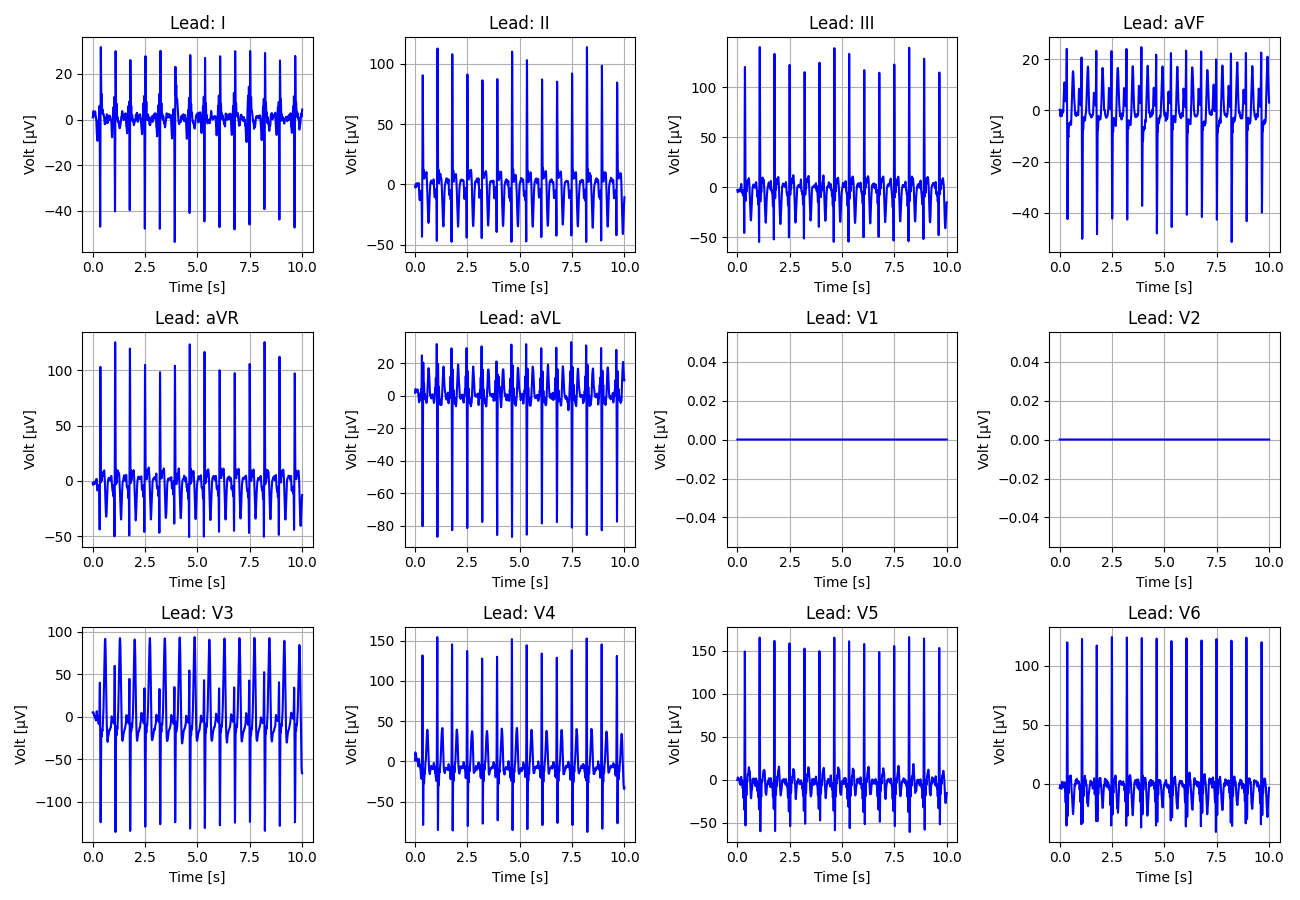 Lead: I
Volt [µV]
20
0
−20
−40
0.0 2.5 5.0 7.5 10.0
Time [s]
Lead: II
Volt [µV]
100
50
0
−50
0.0 2.5 5.0 7.5 10.0
Time [s]
Lead: III
Volt [µV]
100
50
0
−50
0.0 2.5 5.0 7.5 10.0
Time [s]
Lead: aVF
Volt [µV]
20
0
−20
−40
0.0 2.5 5.0 7.5 10.0
Time [s]
Lead: aVR
Volt [µV]
100
50
0
−50
0.0 2.5 5.0 7.5 10.0
Time [s]
Lead: aVL
Volt [µV]
20
0
−20
−40
−60
−80
0.0 2.5 5.0 7.5 10.0
Time [s]
Lead: V1
Volt [µV]
0.04
0.02
0.00
−0.02
−0.04
0.0 2.5 5.0 7.5 10.0
Time [s]
Lead: V2
Volt [µV]
0.04
0.02
0.00
−0.02
−0.04
0.0 2.5 5.0 7.5 10.0
Time [s]
Lead: V3
Volt [µV]
100
50
0
−50
−100
0.0 2.5 5.0 7.5 10.0
Time [s]
Lead: V4
Volt [µV]
150
100
50
0
−50
0.0 2.5 5.0 7.5 10.0
Time [s]
Lead: V5
Volt [µV]
150
100
50
0
−50
0.0 2.5 5.0 7.5 10.0
Time [s]
Lead: V6
Volt [µV]
100
50
0
0.0 2.5 5.0 7.5 10.0
Time [s]